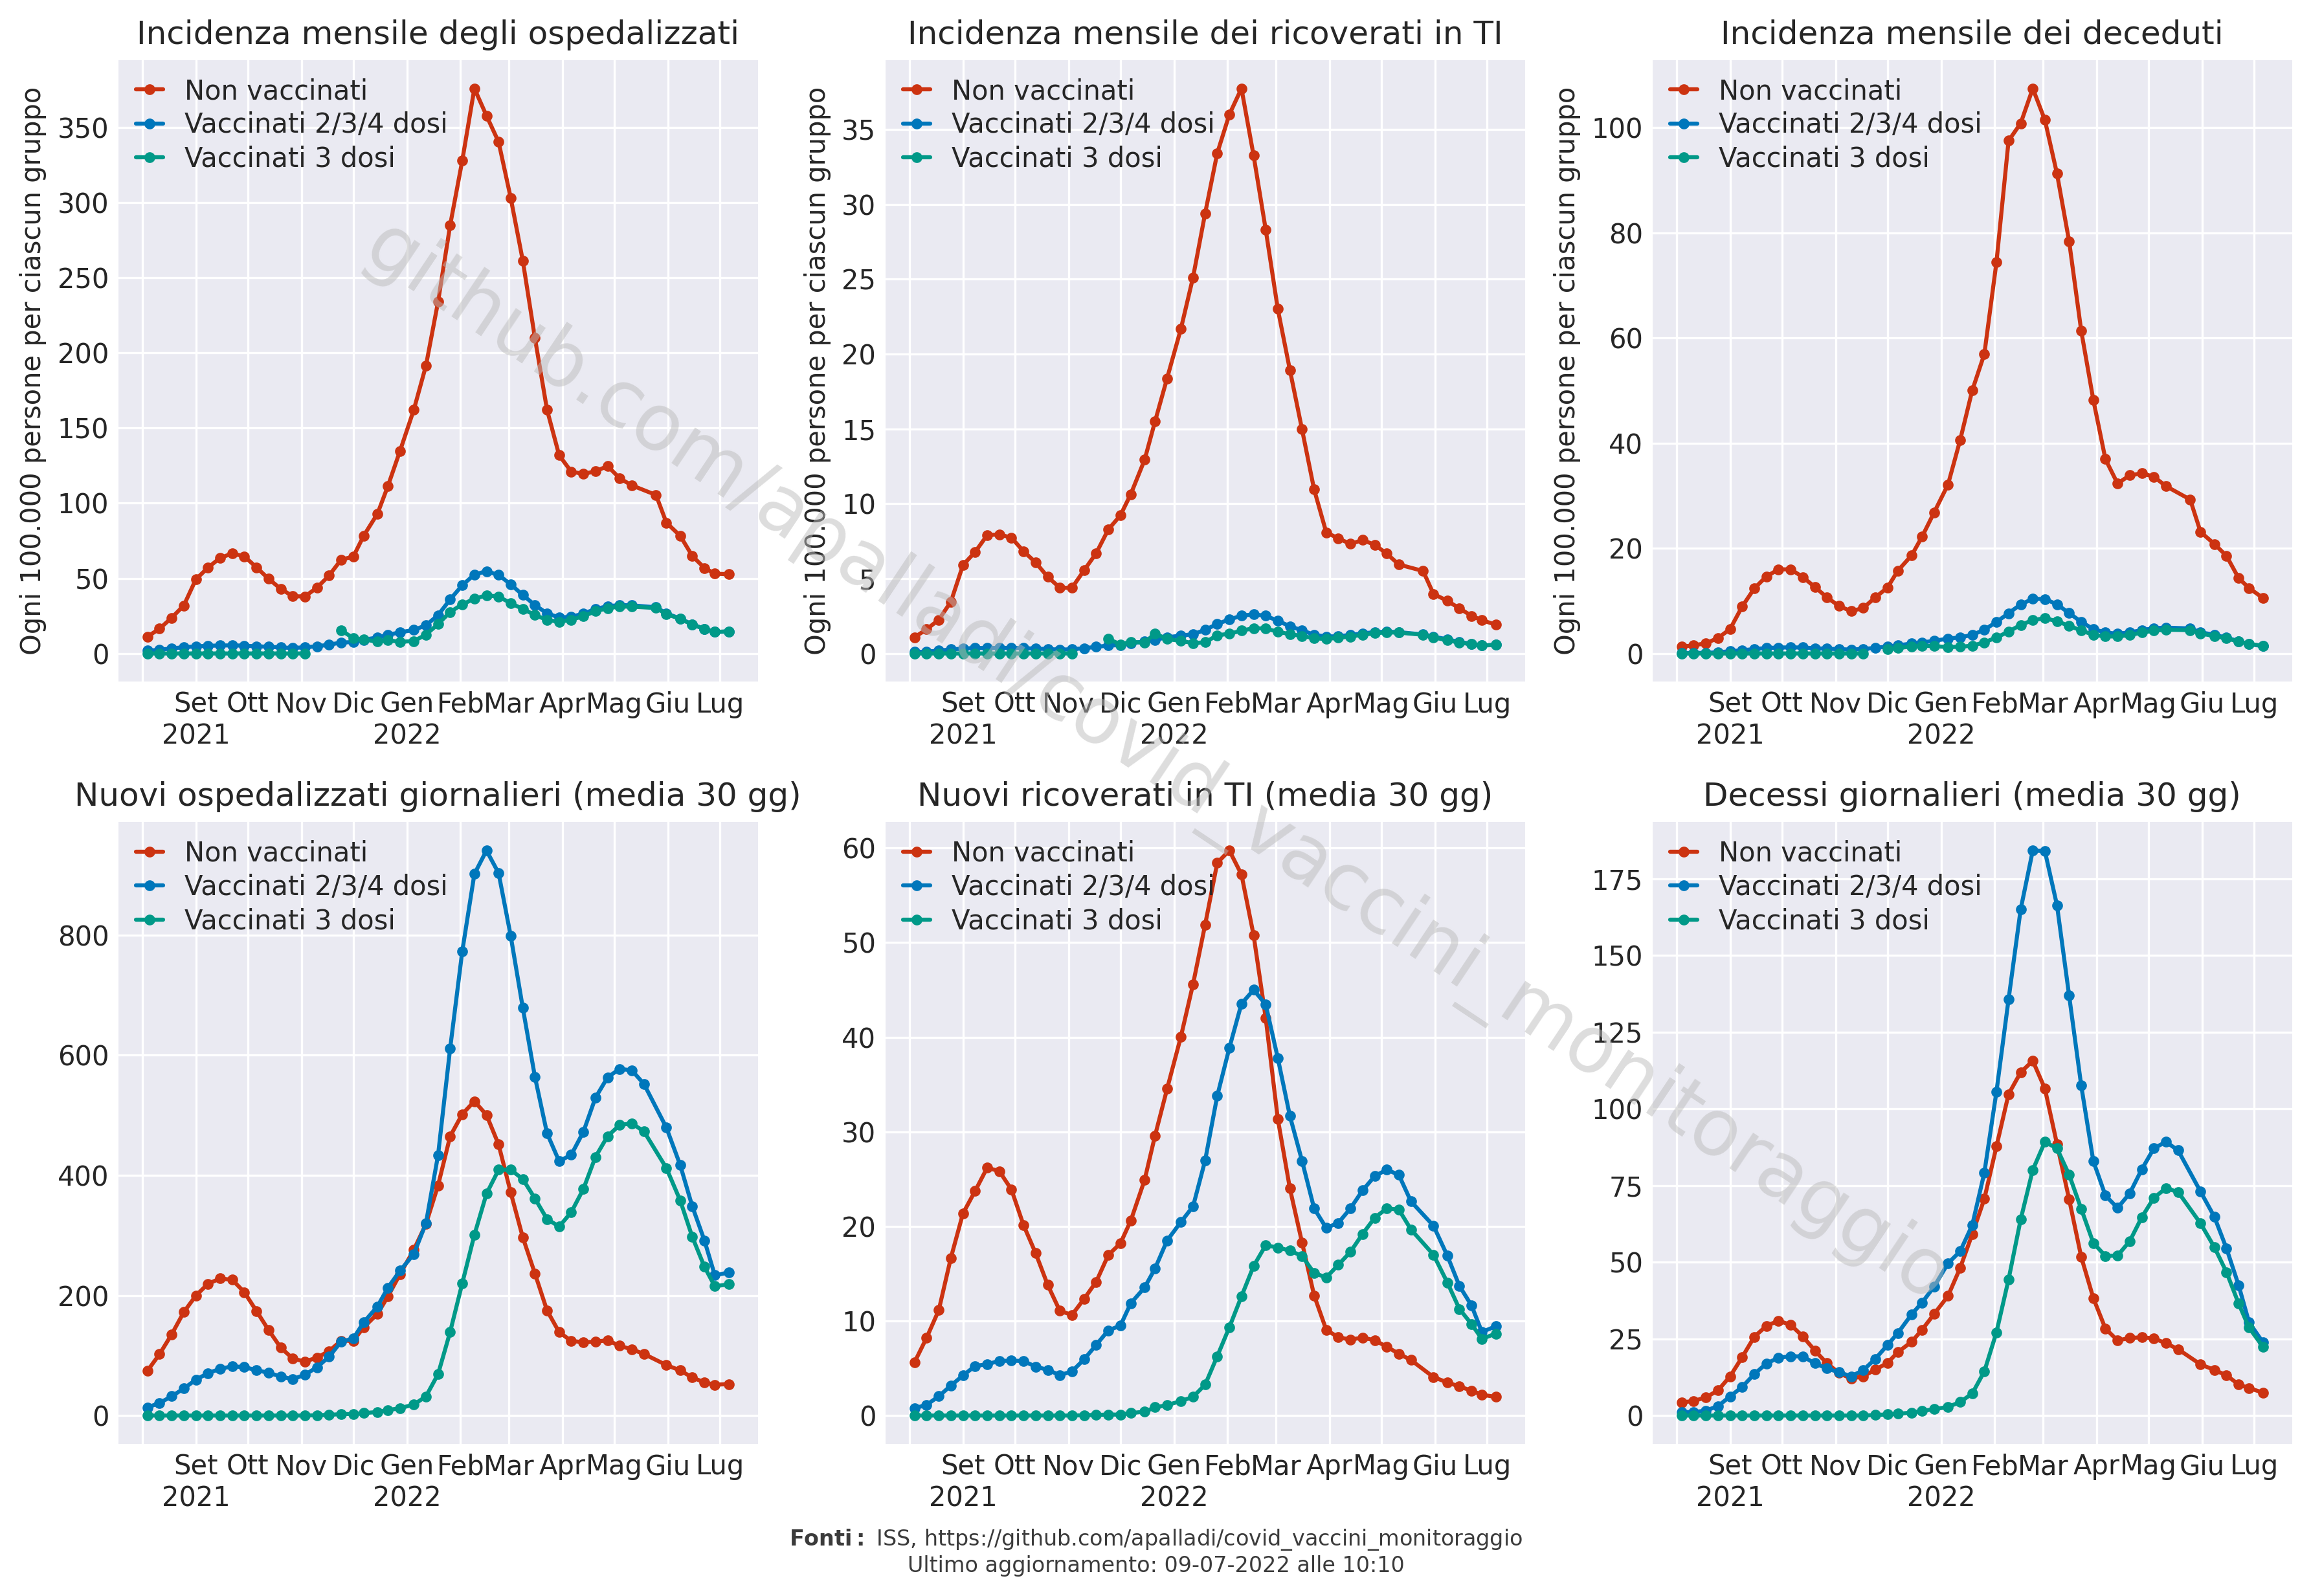 Incidenza mensile degli ospedalizzati
Ogni 100.000 persone per ciascun gruppo
Non vaccinati
Vaccinati 2/3/4 dosi
Vaccinati 3 dosi
350
300
250
200
150
100
50
0
Set Ott Nov Dic Gen Feb Mar Apr Mag Giu Lug
2021 2022
Incidenza mensile dei ricoverati in TI
Ogni 100.000 persone per ciascun gruppo
Non vaccinati
Vaccinati 2/3/4 dosi
Vaccinati 3 dosi
35
30
25
20
15
10
5
0
Set Ott Nov Dic Gen Feb Mar Apr Mag Giu Lug
2021 2022
Incidenza mensile dei deceduti
Ogni 100.000 persone per ciascun gruppo
Non vaccinati
Vaccinati 2/3/4 dosi
Vaccinati 3 dosi
100
80
60
40
20
0
Set Ott Nov Dic Gen Feb Mar Apr Mag Giu Lug
2021 2022
github.com/apalladi/covid_vaccini_monitoraggio
Nuovi ospedalizzati giornalieri (media 30 gg)
Non vaccinati
Vaccinati 2/3/4 dosi
Vaccinati 3 dosi
800
600
400
200
0
Set Ott Nov Dic Gen Feb Mar Apr Mag Giu Lug
2021 2022
Nuovi ricoverati in TI (media 30 gg)
Non vaccinati
Vaccinati 2/3/4 dosi
Vaccinati 3 dosi
60
50
40
30
20
10
0
Set Ott Nov Dic Gen Feb Mar Apr Mag Giu Lug
2021 2022
Decessi giornalieri (media 30 gg)
Non vaccinati
Vaccinati 2/3/4 dosi
Vaccinati 3 dosi
175
150
125
100
75
50
25
0
Set Ott Nov Dic Gen Feb Mar Apr Mag Giu Lug
2021 2022
Fonti: ISS, https://github.com/apalladi/covid_vaccini_monitoraggio
Ultimo aggiornamento: 09-07-2022 alle 10:10